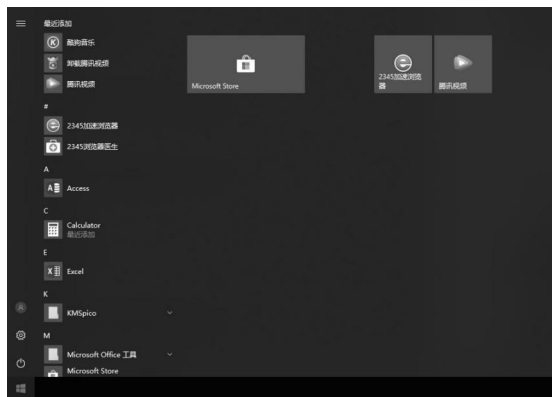 最近添加
酷狗音乐
卸载腾讯视频
腾讯视频
#
2345加速浏览器
2345浏览器医生
A
Access
C
Calculator
最近添加
E
Excel
K
KMSpico
M
Microsoft Office 工具
Microsoft Store
Microsoft Store
2345加速浏览
器
腾讯视频